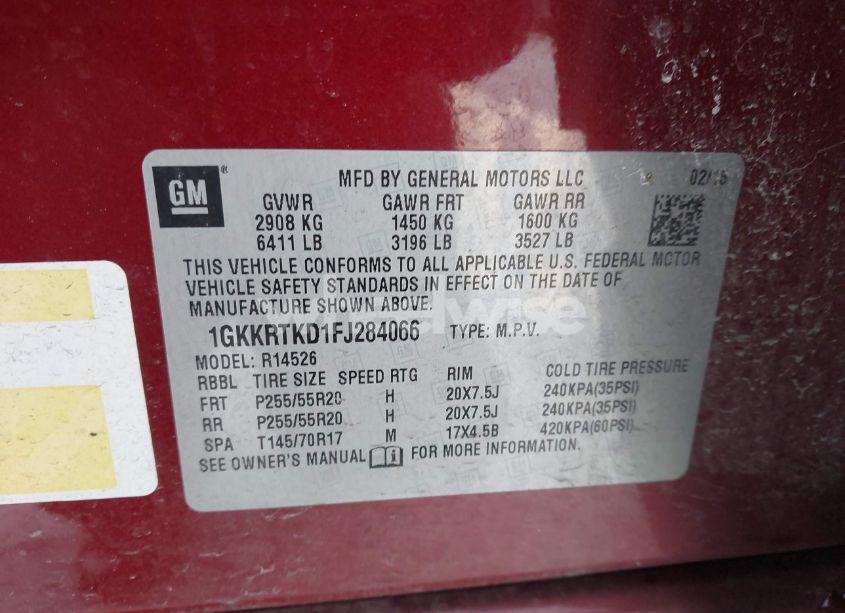 GM
MFD BY GENERAL MOTORS LLC 02/15
GVWR GAWR FRT GAWR RR
2908 KG 1450 KG 1600 KG
6411 LB 3196 LB 3527 LB
THIS VEHICLE CONFORMS TO ALL APPLICABLE U.S. FEDERAL MOTOR
VEHICLE SAFETY STANDARDS IN EFFECT ON THE DATE OF
MANUFACTURE SHOWN ABOVE.
1GKKRTKD1FJ284066 TYPE: M.P.V.
MODEL: R14526
RBBL TIRE SIZE SPEED RTG RIM COLD TIRE PRESSURE
FRT P255/55R20 H 20X7.5J 240KPA(35PSI)
RR P255/55R20 H 20X7.5J 240KPA(35PSI)
SPA T145/70R17 M 17X4.5B 420KPA(60PSI)
SEE OWNER'S MANUAL FOR MORE INFORMATION.